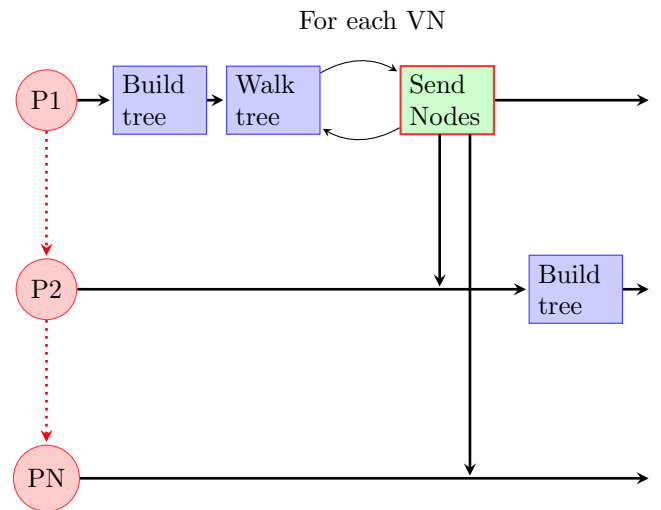 For each VN
P1
Build
tree
Walk
tree
Send
Nodes
P2
Build
tree
PN